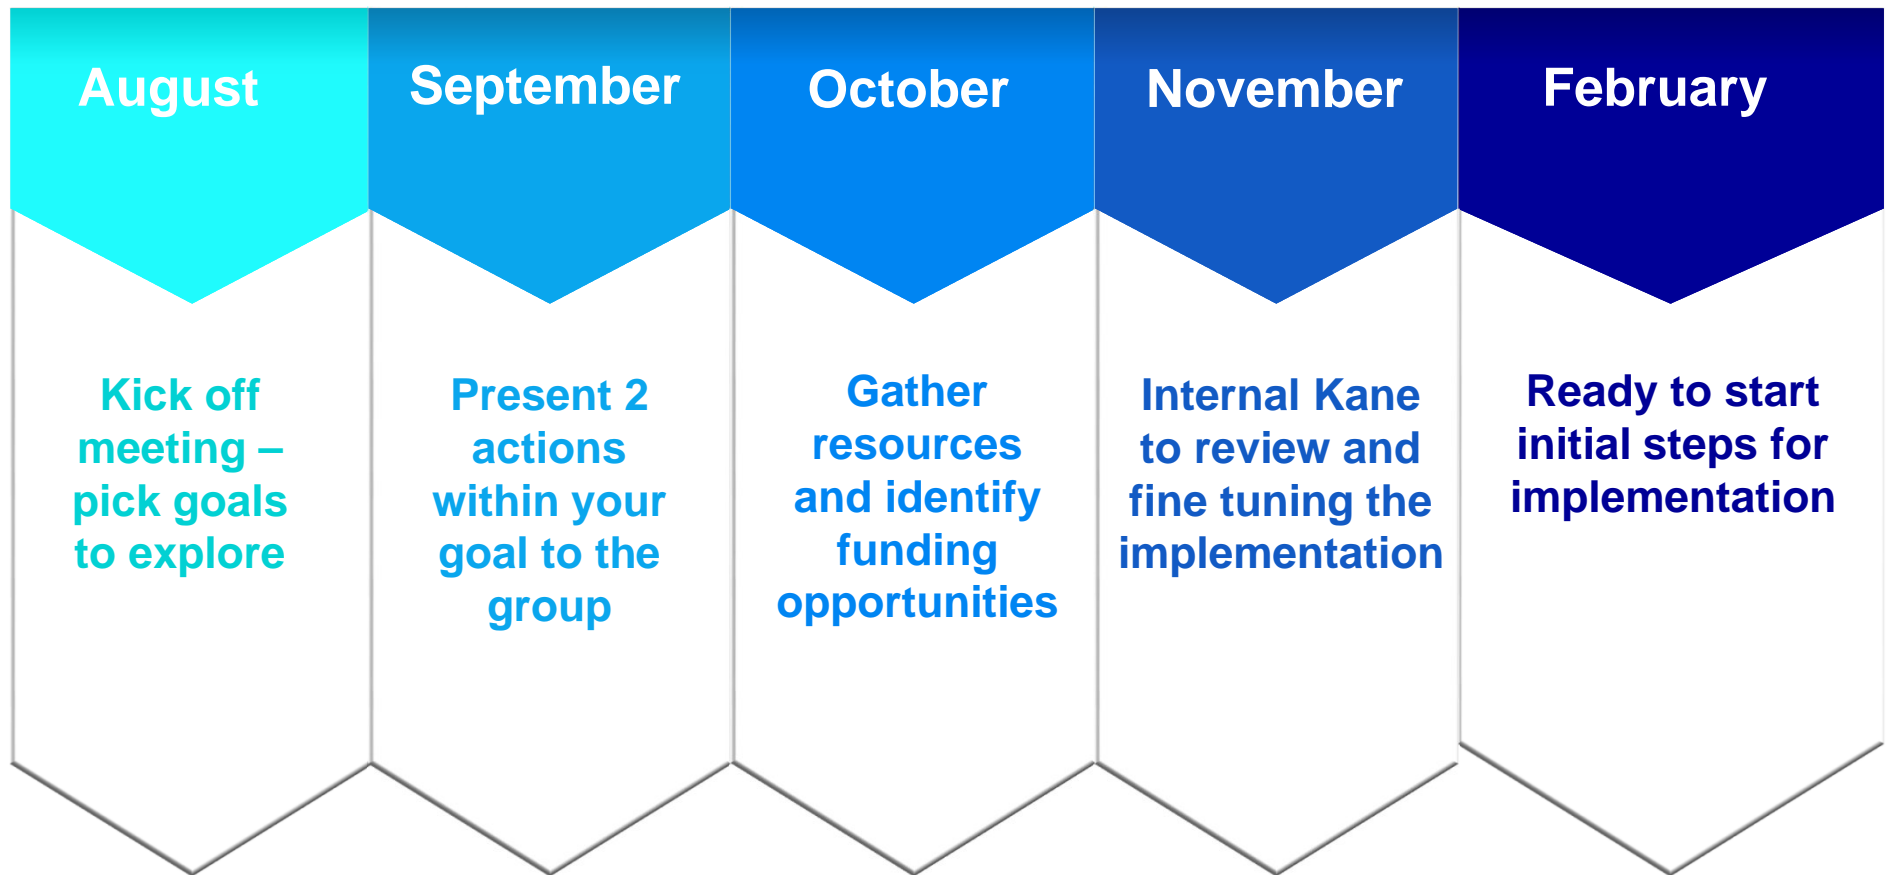 August
Kick off
meeting –
pick goals
to explore
September
Present 2
actions
within your
goal to the
group
October
Gather
resources
and identify
funding
opportunities
November
Internal Kane
to review and
fine tuning the
implementation
February
Ready to start
initial steps for
implementation